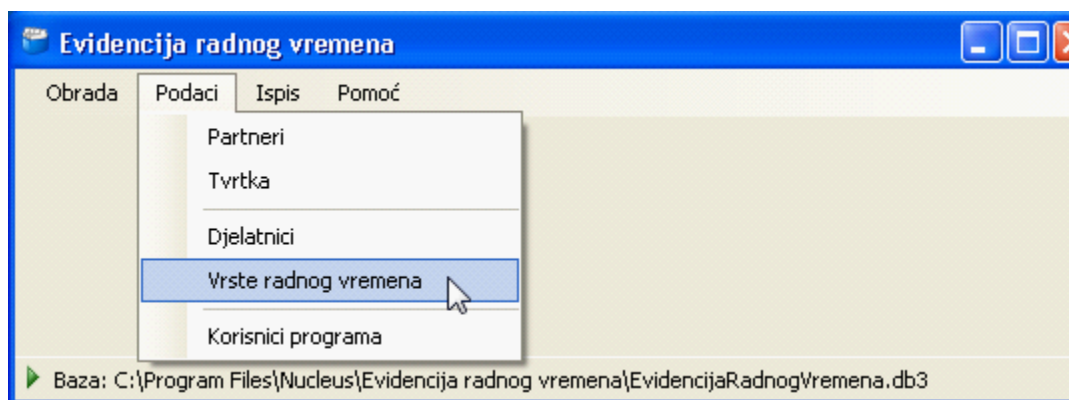 Evidencija radnog vremena
Obrada Podaci Ispis Pomoć
Partneri
Tvrtka
Djelatnici
Vrste radnog vremena
Korisnici programa
Baza: C:\Program Files\Nucleus\Evidencija radnog vremena\EvidencijaRadnogVremena.db3